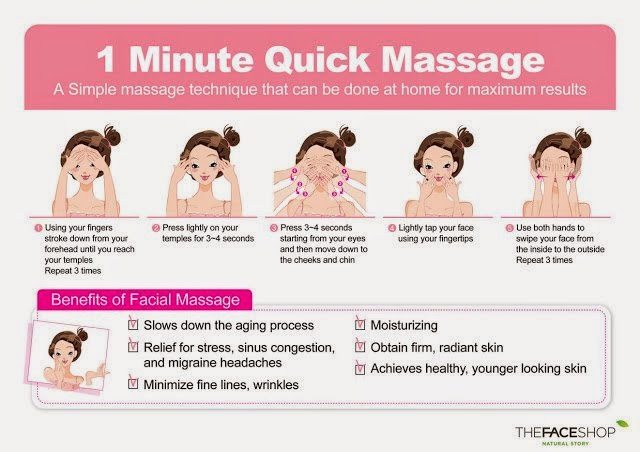 1 Minute Quick Massage
A Simple massage technique that can be done at home for maximum results
1 Using your fingers
stroke down from your
forehead until you reach
your temples
Repeat 3 times
2 Press lightly on your
temples for 3~4 seconds
1
1
2
2
3
3
3 Press 3~4 seconds
starting from your eyes
and then move down to
the cheeks and chin
4 Lightly tap your face
using your fingertips
5 Use both hands to
swipe your face from
the inside to the outside
Repeat 3 times
Benefits of Facial Massage
Slows down the aging process
Relief for stress, sinus congestion,
and migraine headaches
Minimize fine lines, wrinkles
Moisturizing
Obtain firm, radiant skin
Achieves healthy, younger looking skin
THEFACESHOP
NATURAL STORY